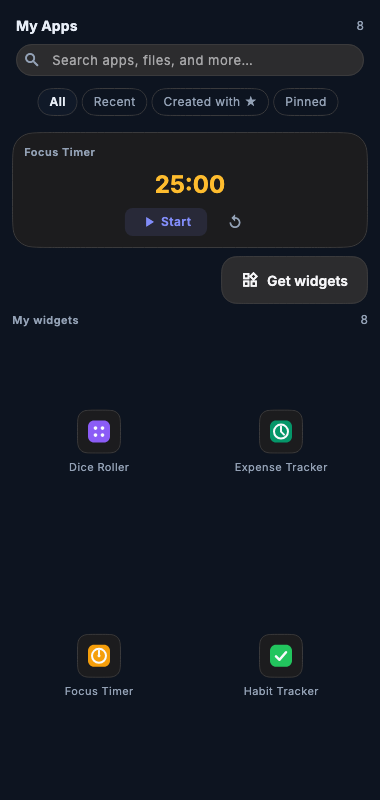 My Apps 8
Search apps, files, and more...
All Recent Created with ★ Pinned
Focus Timer
25:00
Start
Get widgets
My widgets 8
Dice Roller Expense Tracker
Focus Timer Habit Tracker